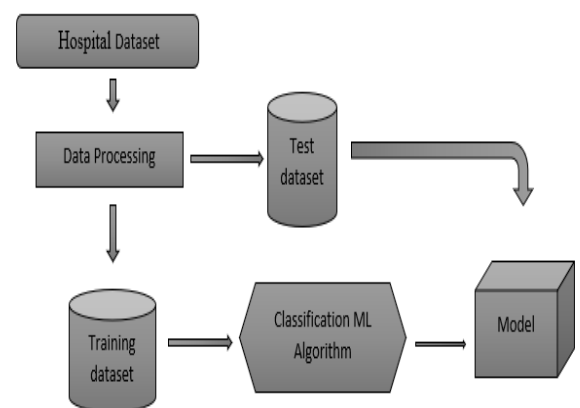 Hospital Dataset
Data Processing
Test
dataset
Training
dataset
Classification ML
Algorithm
Model